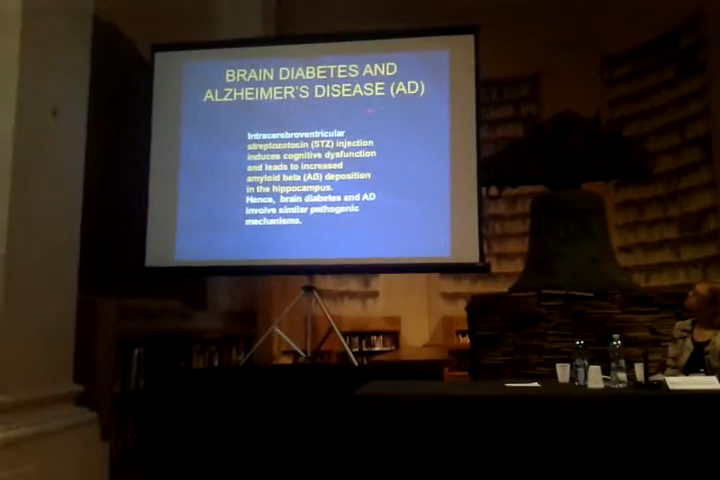 BRAIN DIABETES AND
ALZHEIMER'S DISEASE (AD)
Intracerebroventricular
streptozotocin (STZ) injection
induces cognitive dysfunction
and leads to increased
amyloid beta (Aß) deposition
in the hippocampus.
Hence, brain diabetes and AD
involve similar pathogenic
mechanisms.